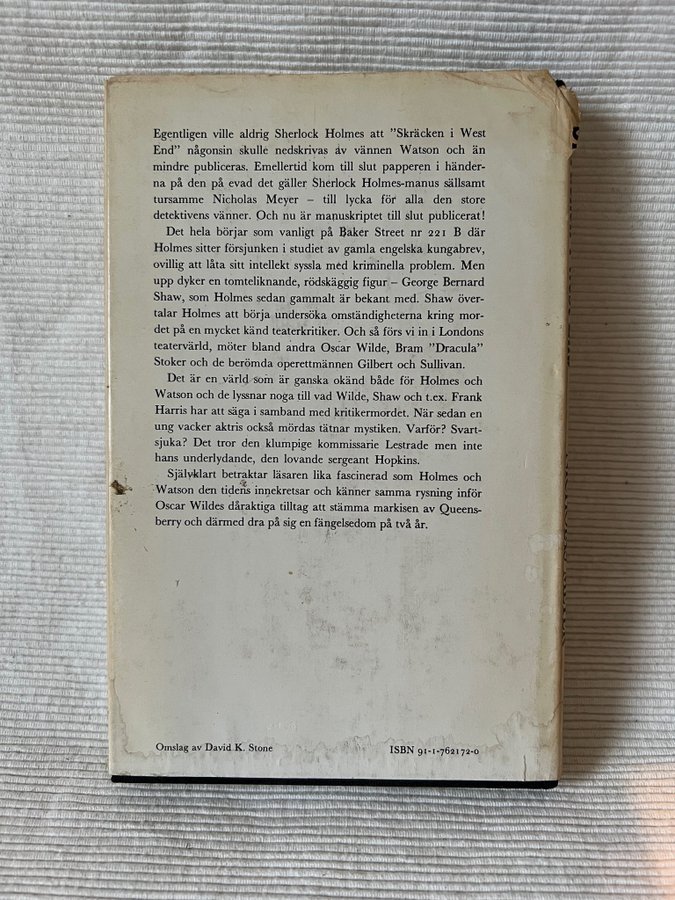 Egentligen ville aldrig Sherlock Holmes att ”Skräcken i West
End” någonsin skulle nedskrivas av vännen Watson och än
mindre publiceras. Emellertid kom till slut papperen i händer-
na på den på evad det gäller Sherlock Holmes-manus sällsamt
tursamme Nicholas Meyer – till lycka för alla den store
detektivens vänner. Och nu är manuskriptet till slut publicerat!
Det hela börjar som vanligt på Baker Street nr 221 B där
Holmes sitter försjunken i studiet av gamla engelska kungabrev,
ovillig att låta sitt intellekt syssla med kriminella problem. Men
upp dyker en tomteliknande, rödskäggig figur – George Bernard
Shaw, som Holmes sedan gammalt är bekant med. Shaw över-
talar Holmes att börja undersöka omständigheterna kring mor-
det på en mycket känd teaterkritiker. Och så förs vi in i Londons
teatervärld, möter bland andra Oscar Wilde, Bram ”Dracula”
Stoker och de berömda operettmännen Gilbert och Sullivan.
Det är en värld som är ganska okänd både för Holmes och
Watson och de lyssnar noga till vad Wilde, Shaw och t.ex. Frank
Harris har att säga i samband med kritikermordet. När sedan en
ung vacker aktris också mördas tätnar mystiken. Varför? Svart-
sjuka? Det tror den klumpige kommissarie Lestrade men inte
hans underlydande, den lovande sergeant Hopkins.
Självklart betraktar läsaren lika fascinerad som Holmes och
Watson den tidens innekretsar och känner samma rysning inför
Oscar Wildes dåraktiga tilltag att stämma markisen av Queens-
berry och därmed dra på sig en fängelsedom på två år.
Omslag av David K. Stone
ISBN 91-1-762172-0